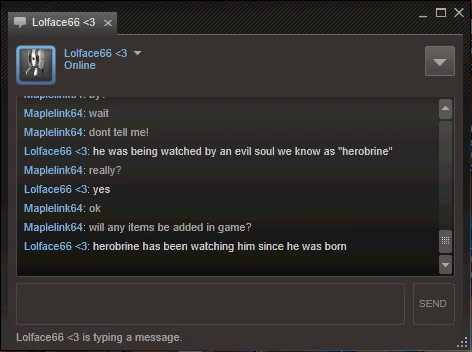 Lolface66 <3
Lolface66 <3
Online
Maplelink64: by?
Maplelink64: wait
Maplelink64: dont tell me!
Lolface66 <3: he was being watched by an evil soul we know as "herobrine"
Maplelink64: really?
Lolface66 <3: yes
Maplelink64: ok
Maplelink64: will any items be added in game?
Lolface66 <3: herobrine has been watching him since he was born
SEND
Lolface66 <3 is typing a message.